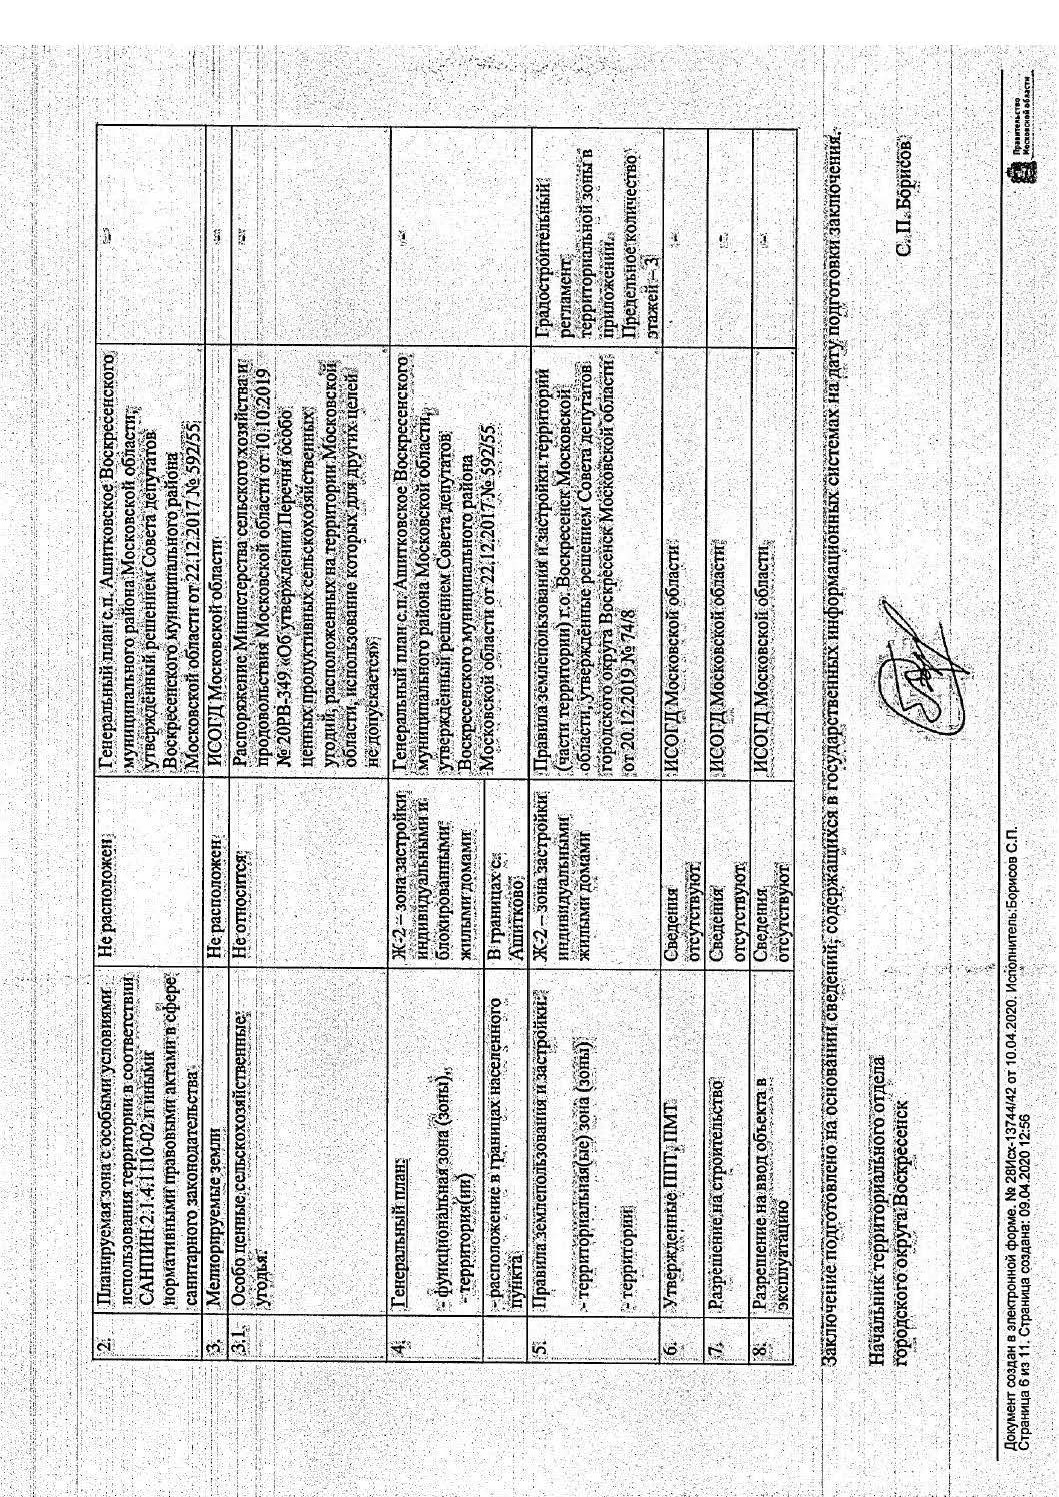 2.
Планируемая зона с особыми условиями
использования территории в соответствии
САНПИН 2.1.4.1110-02 и иными
нормативными правовыми актами в сфере
санитарного законодательства
Не расположен
Генеральный план с.п. Ашитковское Воскресенского
муниципального района Московской области,
утверждённый решением Совета депутатов
Воскресенского муниципального района
Московской области от 22.12.2017 № 592/55
3.
Мелиорируемые земли
Не расположен
ИСОГД Московской области
3.1.
Особо ценные сельскохозяйственные
угодья.
Не относится
Распоряжение Министерства сельского хозяйства и
продовольствия Московской области от 10.10.2019
№ 20РВ-349 «Об утверждении Перечня особо
ценных продуктивных сельскохозяйственных
угодий, расположенных на территории Московской
области, использование которых для других целей
не допускается»
4.
Генеральный план:
- функциональная зона (зоны),
- территория(ии)
Ж-2 – зона застройки
индивидуальными и
блокированными
жилыми домами
Генеральный план с.п. Ашитковское Воскресенского
муниципального района Московской области,
утверждённый решением Совета депутатов
Воскресенского муниципального района
Московской области от 22.12.2017 № 592/55
- расположение в границах населенного
пункта
В границах с.
Ашитково
5.
Правила землепользования и застройки:
- территориальная(ые) зона (зоны)
- территории
Ж-2 – зона застройки
индивидуальными
жилыми домами
Правила землепользования и застройки территорий
(части территории) г.о. Воскресенск Московской
области, утверждённые решением Совета депутатов
городского округа Воскресенск Московской области
от 20.12.2019 № 74/8
Градостроительный
регламент
территориальной зоны в
приложении.
Предельное количество
этажей – 3
6.
Утвержденные ППТ, ПМТ
Сведения
отсутствуют
ИСОГД Московской области
7.
Разрешение на строительство
Сведения
отсутствуют
ИСОГД Московской области
8.
Разрешение на ввод объекта в
эксплуатацию
Сведения
отсутствуют
ИСОГД Московской области
Заключение подготовлено на основании сведений, содержащихся в государственных информационных системах на дату подготовки заключения.
Начальник территориального отдела
городского округа Воскресенск
С. П. Борисов
Документ создан в электронной форме. № 28Исх-13744/42 от 10.04.2020. Исполнитель: Борисов С.П.
Страница 6 из 11. Страница создана: 09.04.2020 12:56
Правительство
Московской области